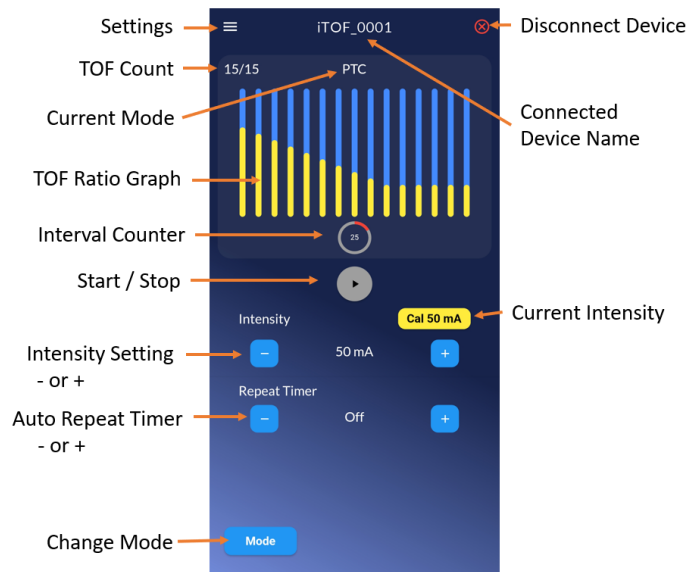 Settings
iTOF_0001
Disconnect Device
TOF Count
15/15
PTC
Current Mode
Connected
Device Name
TOF Ratio Graph
Interval Counter
25
Start / Stop
Intensity
Cal 50 mA
Current Intensity
Intensity Setting
- or +
−
50 mA
+
Repeat Timer
Auto Repeat Timer
- or +
−
Off
+
Change Mode
Mode